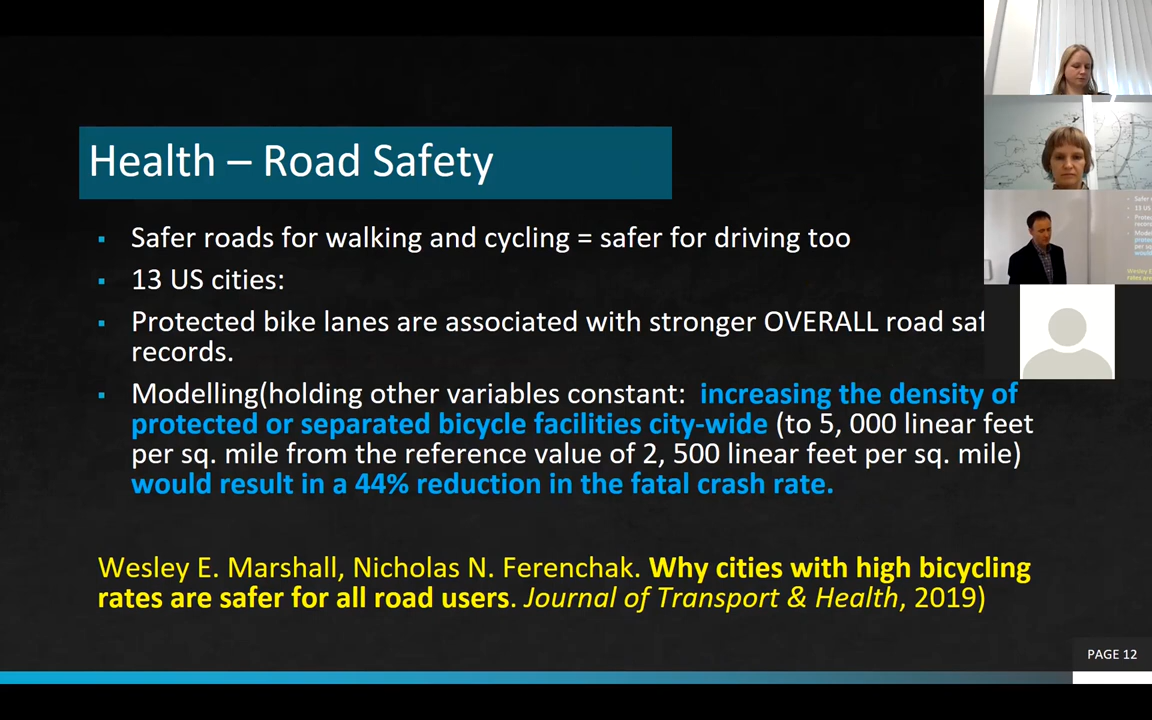 Health – Road Safety
▪ Safer roads for walking and cycling = safer for driving too
▪ 13 US cities:
▪ Protected bike lanes are associated with stronger OVERALL road saf
records.
▪ Modelling(holding other variables constant: increasing the density of
protected or separated bicycle facilities city-wide (to 5, 000 linear feet
per sq. mile from the reference value of 2, 500 linear feet per sq. mile)
would result in a 44% reduction in the fatal crash rate.
Wesley E. Marshall, Nicholas N. Ferenchak. Why cities with high bicycling
rates are safer for all road users. Journal of Transport & Health, 2019)
PAGE 12